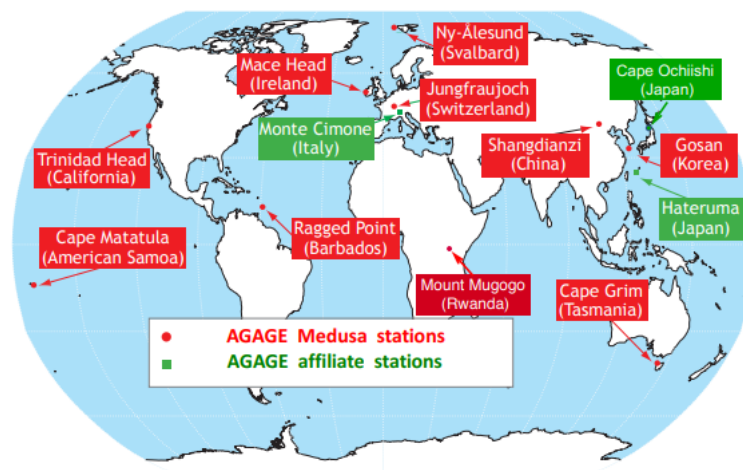 Ny-Ålesund
(Svalbard)
Mace Head
(Ireland)
Jungfraujoch
(Switzerland)
Cape Ochiishi
(Japan)
Monte Cimone
(Italy)
Trinidad Head
(California)
Shangdianzi
(China)
Gosan
(Korea)
Hateruma
(Japan)
Ragged Point
(Barbados)
Cape Matatula
(American Samoa)
Mount Mugogo
(Rwanda)
Cape Grim
(Tasmania)
AGAGE Medusa stations
AGAGE affiliate stations